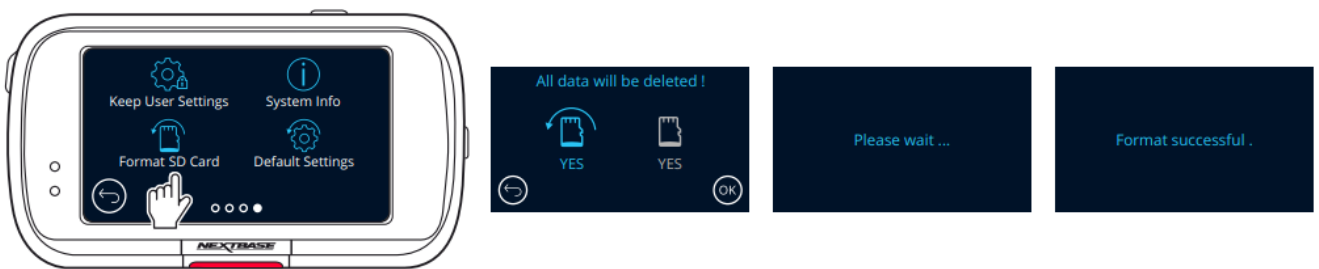 Keep User Settings
System Info
Format SD Card
Default Settings
NEXTBASE
All data will be deleted !
YES
YES
OK
Please wait ...
Format successful .